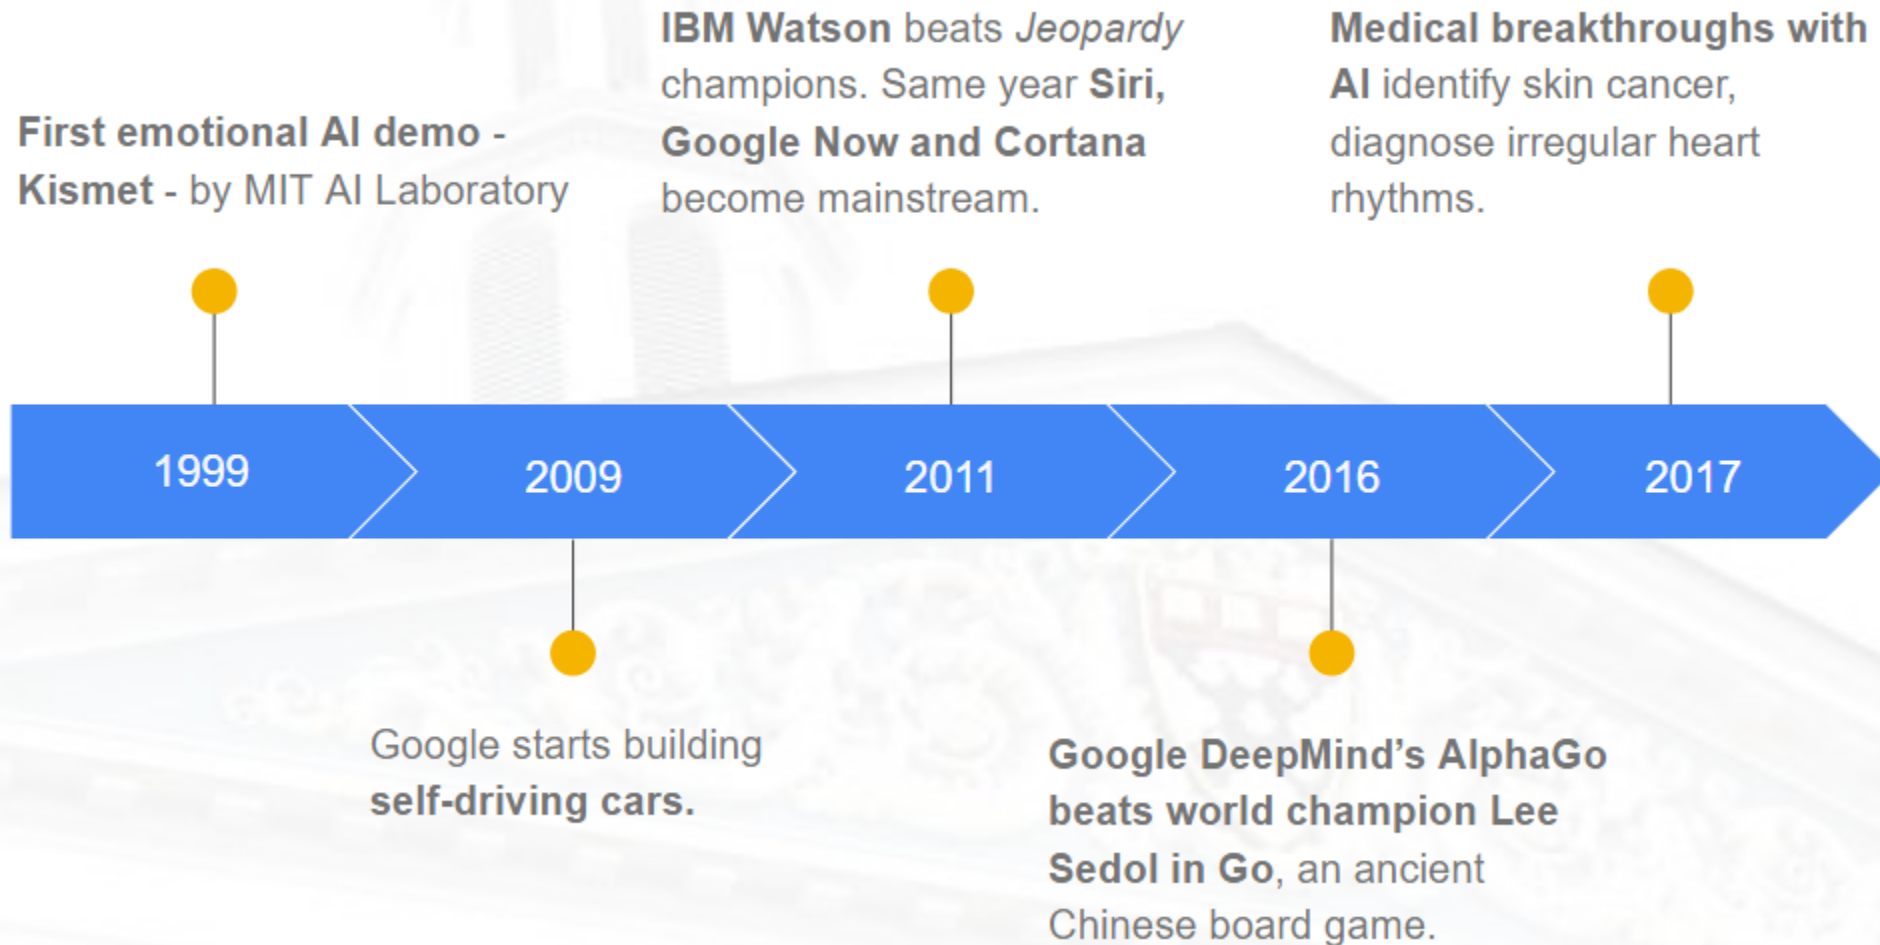 First emotional AI demo -
Kismet - by MIT AI Laboratory
IBM Watson beats Jeopardy
champions. Same year Siri,
Google Now and Cortana
become mainstream.
Medical breakthroughs with
AI identify skin cancer,
diagnose irregular heart
rhythms.
1999
2009
2011
2016
2017
Google starts building
self-driving cars.
Google DeepMind’s AlphaGo
beats world champion Lee
Sedol in Go, an ancient
Chinese board game.